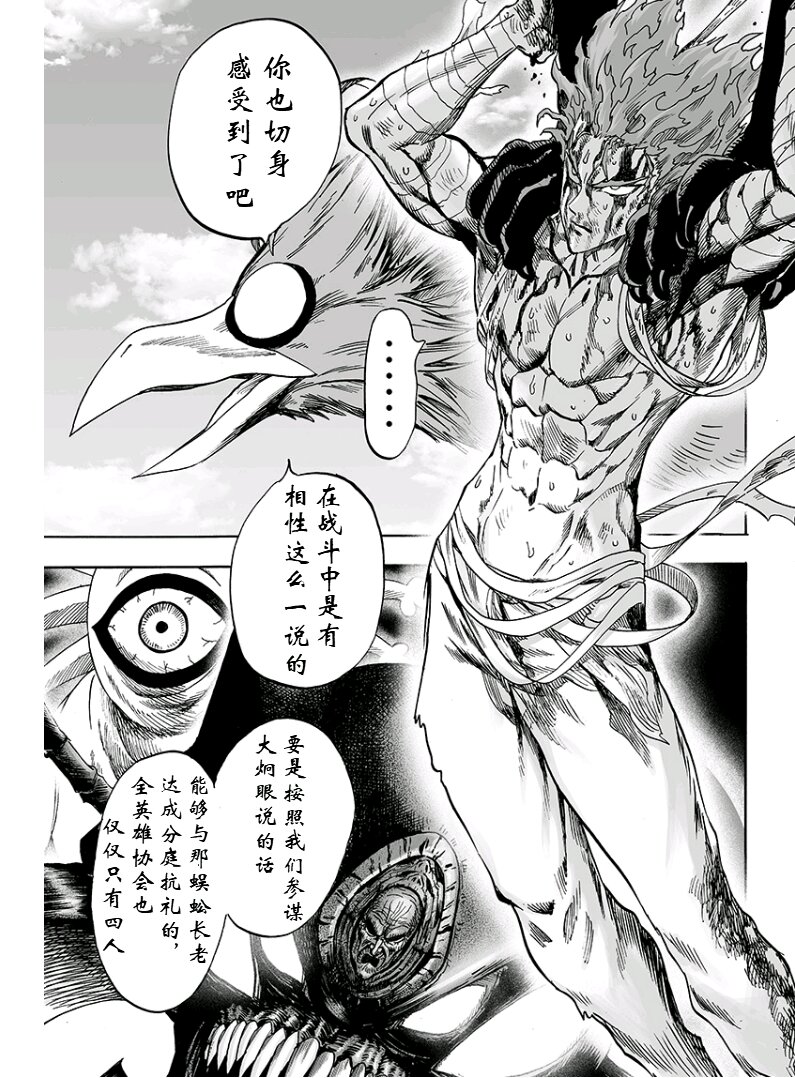 你也切身
感受到了吧
·····
在战斗中是有
相性这么一说的
要是按照我们参谋
大炯眼说的话
能够与那蜈蚣长老
达成分庭抗礼的，
全英雄协会也
仅仅只有四人